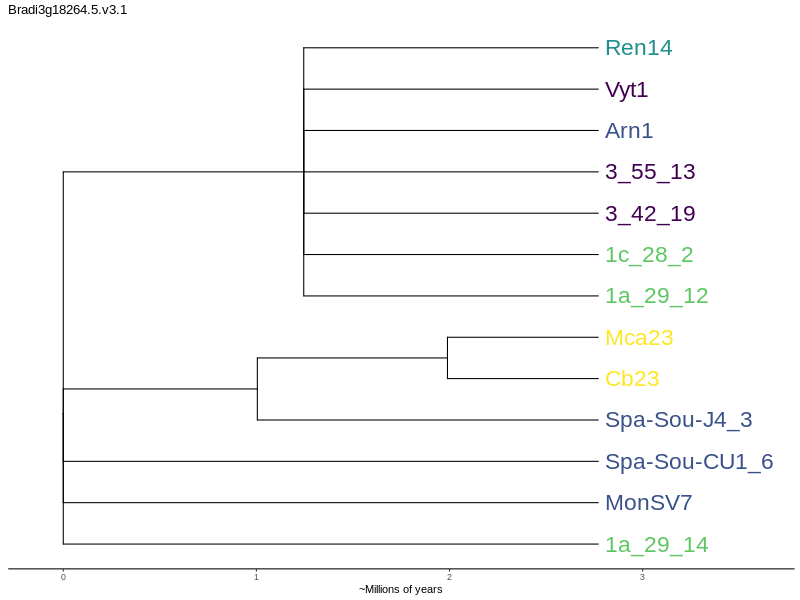 Bradi3g18264.5.v3.1
Ren14
Vyt1
Arn1
3_55_13
3_42_19
1c_28_2
1a_29_12
Mca23
Cb23
Spa-Sou-J4_3
Spa-Sou-CU1_6
MonSV7
1a_29_14
0 1 2 3
~Millions of years